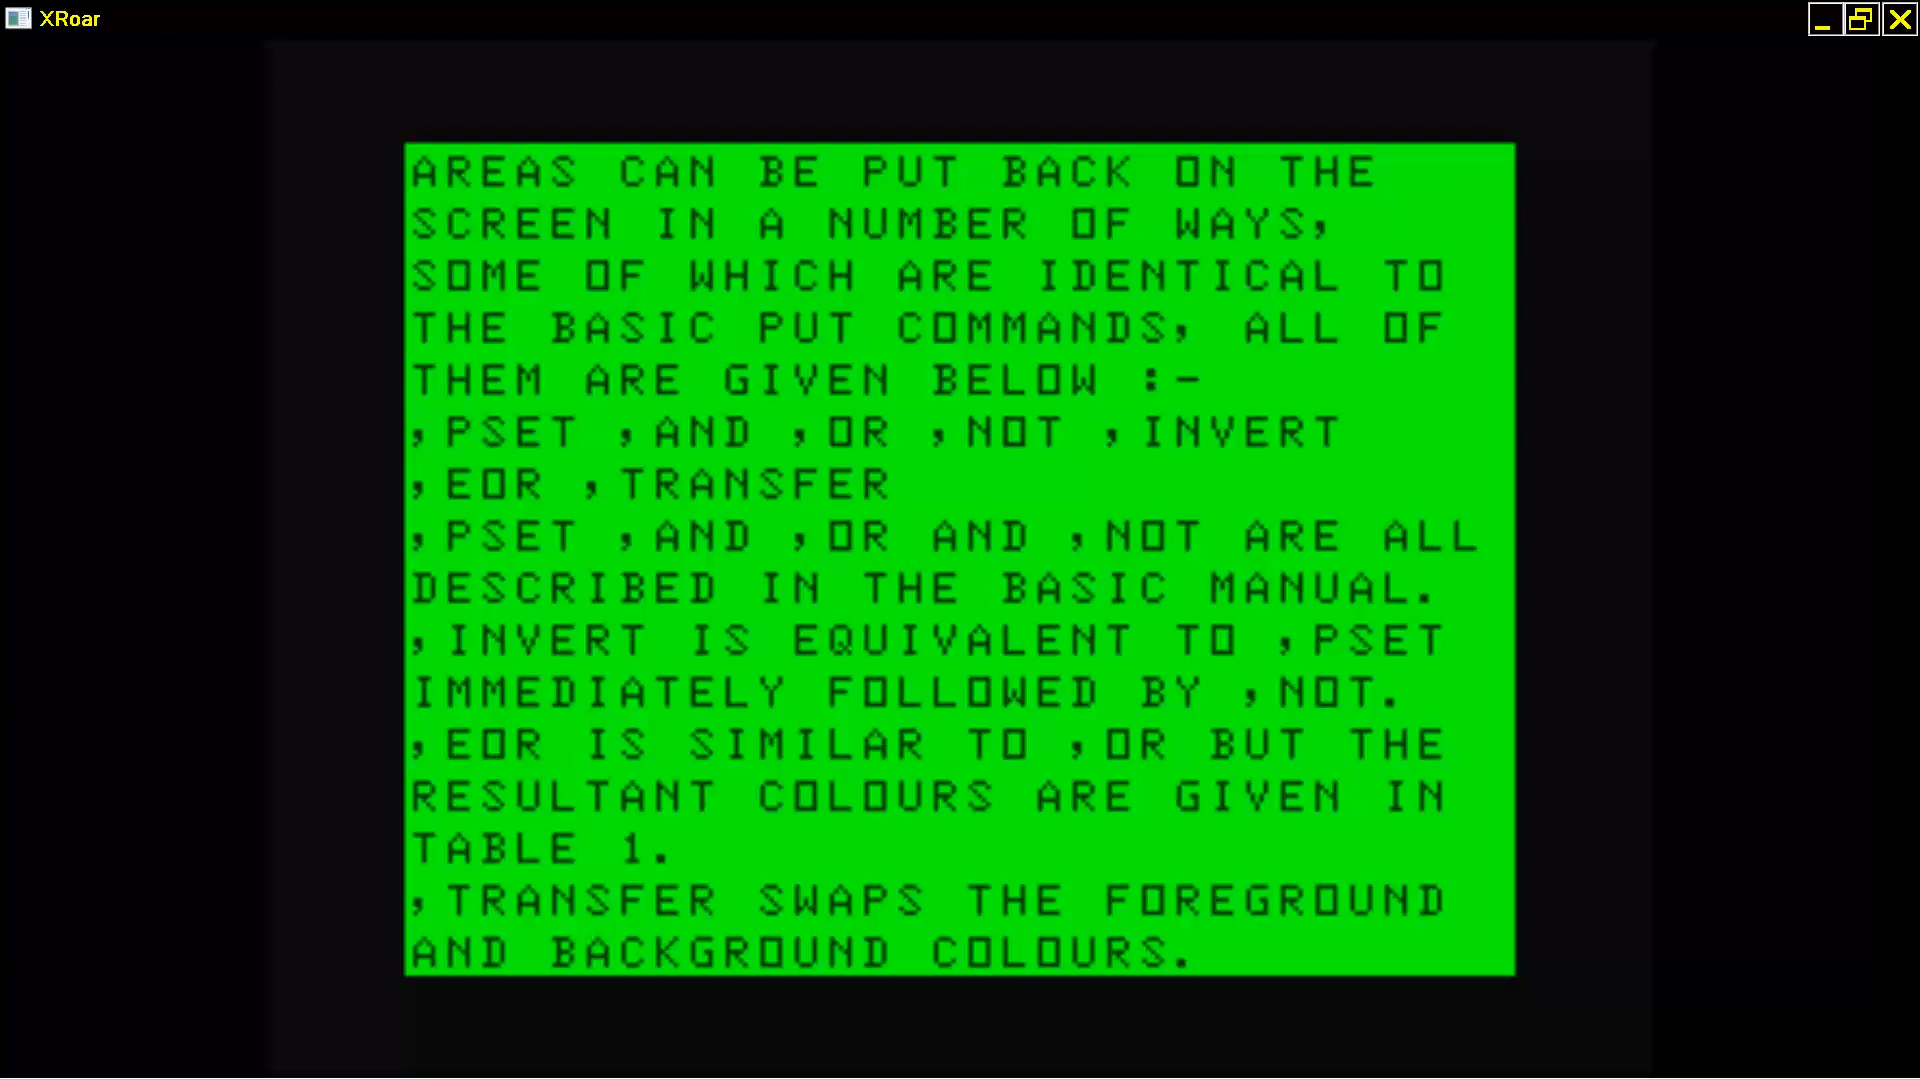 XRoar
AREAS CAN BE PUT BACK ON THE
SCREEN IN A NUMBER OF WAYS,
SOME OF WHICH ARE IDENTICAL TO
THE BASIC PUT COMMANDS, ALL OF
THEM ARE GIVEN BELOW :-
,PSET ,AND ,OR ,NOT ,INVERT
,EOR ,TRANSFER
,PSET ,AND ,OR AND ,NOT ARE ALL
DESCRIBED IN THE BASIC MANUAL.
,INVERT IS EQUIVALENT TO ,PSET
IMMEDIATELY FOLLOWED BY ,NOT.
,EOR IS SIMILAR TO ,OR BUT THE
RESULTANT COLOURS ARE GIVEN IN
TABLE 1.
,TRANSFER SWAPS THE FOREGROUND
AND BACKGROUND COLOURS.